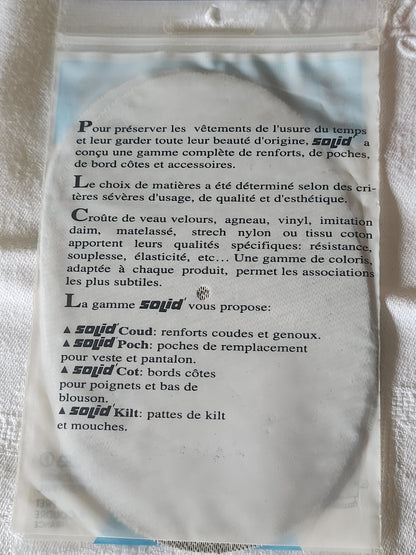 Pour préserver les vêtements de l'usure du temps
et leur garder toute leur beauté d'origine, solid' a
conçu une gamme complète de renforts, de poches,
de bord côtes et accessoires.
Le choix de matières a été déterminé selon des cri-
tères sévères d'usage, de qualité et d'esthétique.
Croûte de veau velours, agneau, vinyl, imitation
daim, matelassé, strech nylon ou tissu coton
apportent leurs qualités spécifiques: résistance,
souplesse, élasticité, etc... Une gamme de coloris,
adaptée à chaque produit, permet les associations
les plus subtiles.
La gamme solid' vous propose:
▲ solid' Coud: renforts coudes et genoux.
▲ solid' Poch: poches de remplacement
pour veste et pantalon.
▲ solid' Cot: bords côtes
pour poignets et bas de
blouson.
▲ solid' Kilt: pattes de kilt
et mouches.